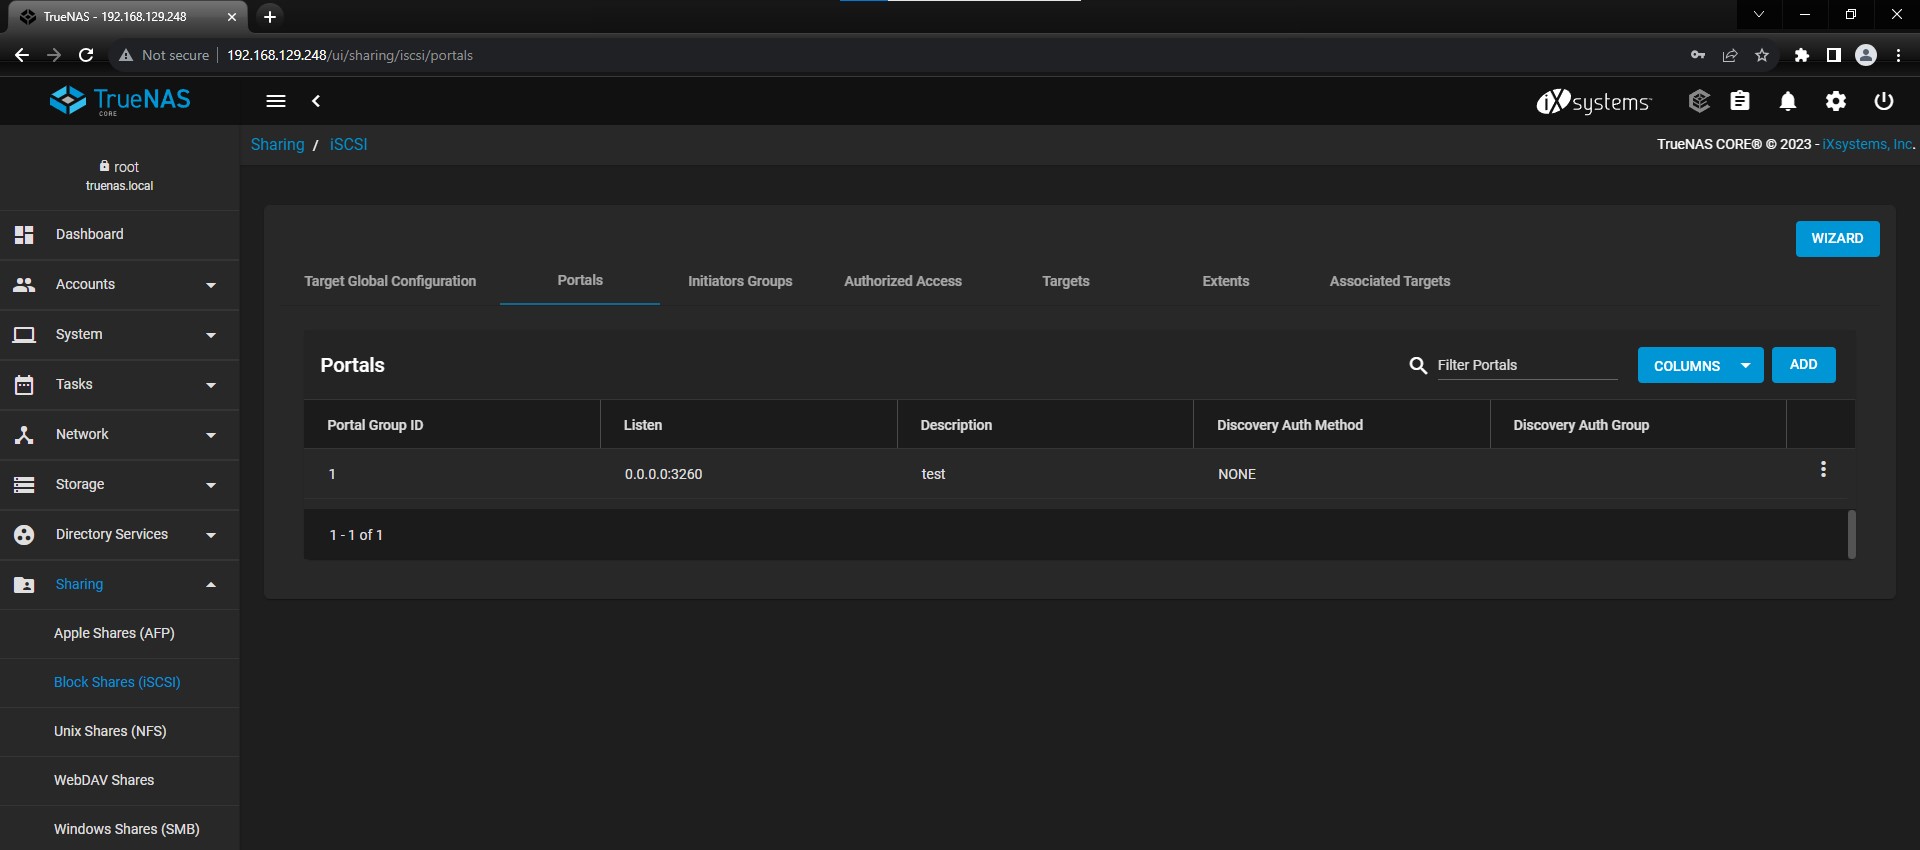 TrueNAS - 192.168.129.248
Not secure
192.168.129.248/ui/sharing/iscsi/portals
TrueNAS
CORE
iXsystems
Sharing / iSCSI
TrueNAS CORE® © 2023 - iXsystems, Inc.
root
truenas.local
Dashboard
Accounts
System
Tasks
Network
Storage
Directory Services
Sharing
Apple Shares (AFP)
Block Shares (iSCSI)
Unix Shares (NFS)
WebDAV Shares
Windows Shares (SMB)
WIZARD
Target Global Configuration
Portals
Initiators Groups
Authorized Access
Targets
Extents
Associated Targets
Portals
Filter Portals
COLUMNS
ADD
Portal Group ID
Listen
Description
Discovery Auth Method
Discovery Auth Group
1
0.0.0.0:3260
test
NONE
1 - 1 of 1